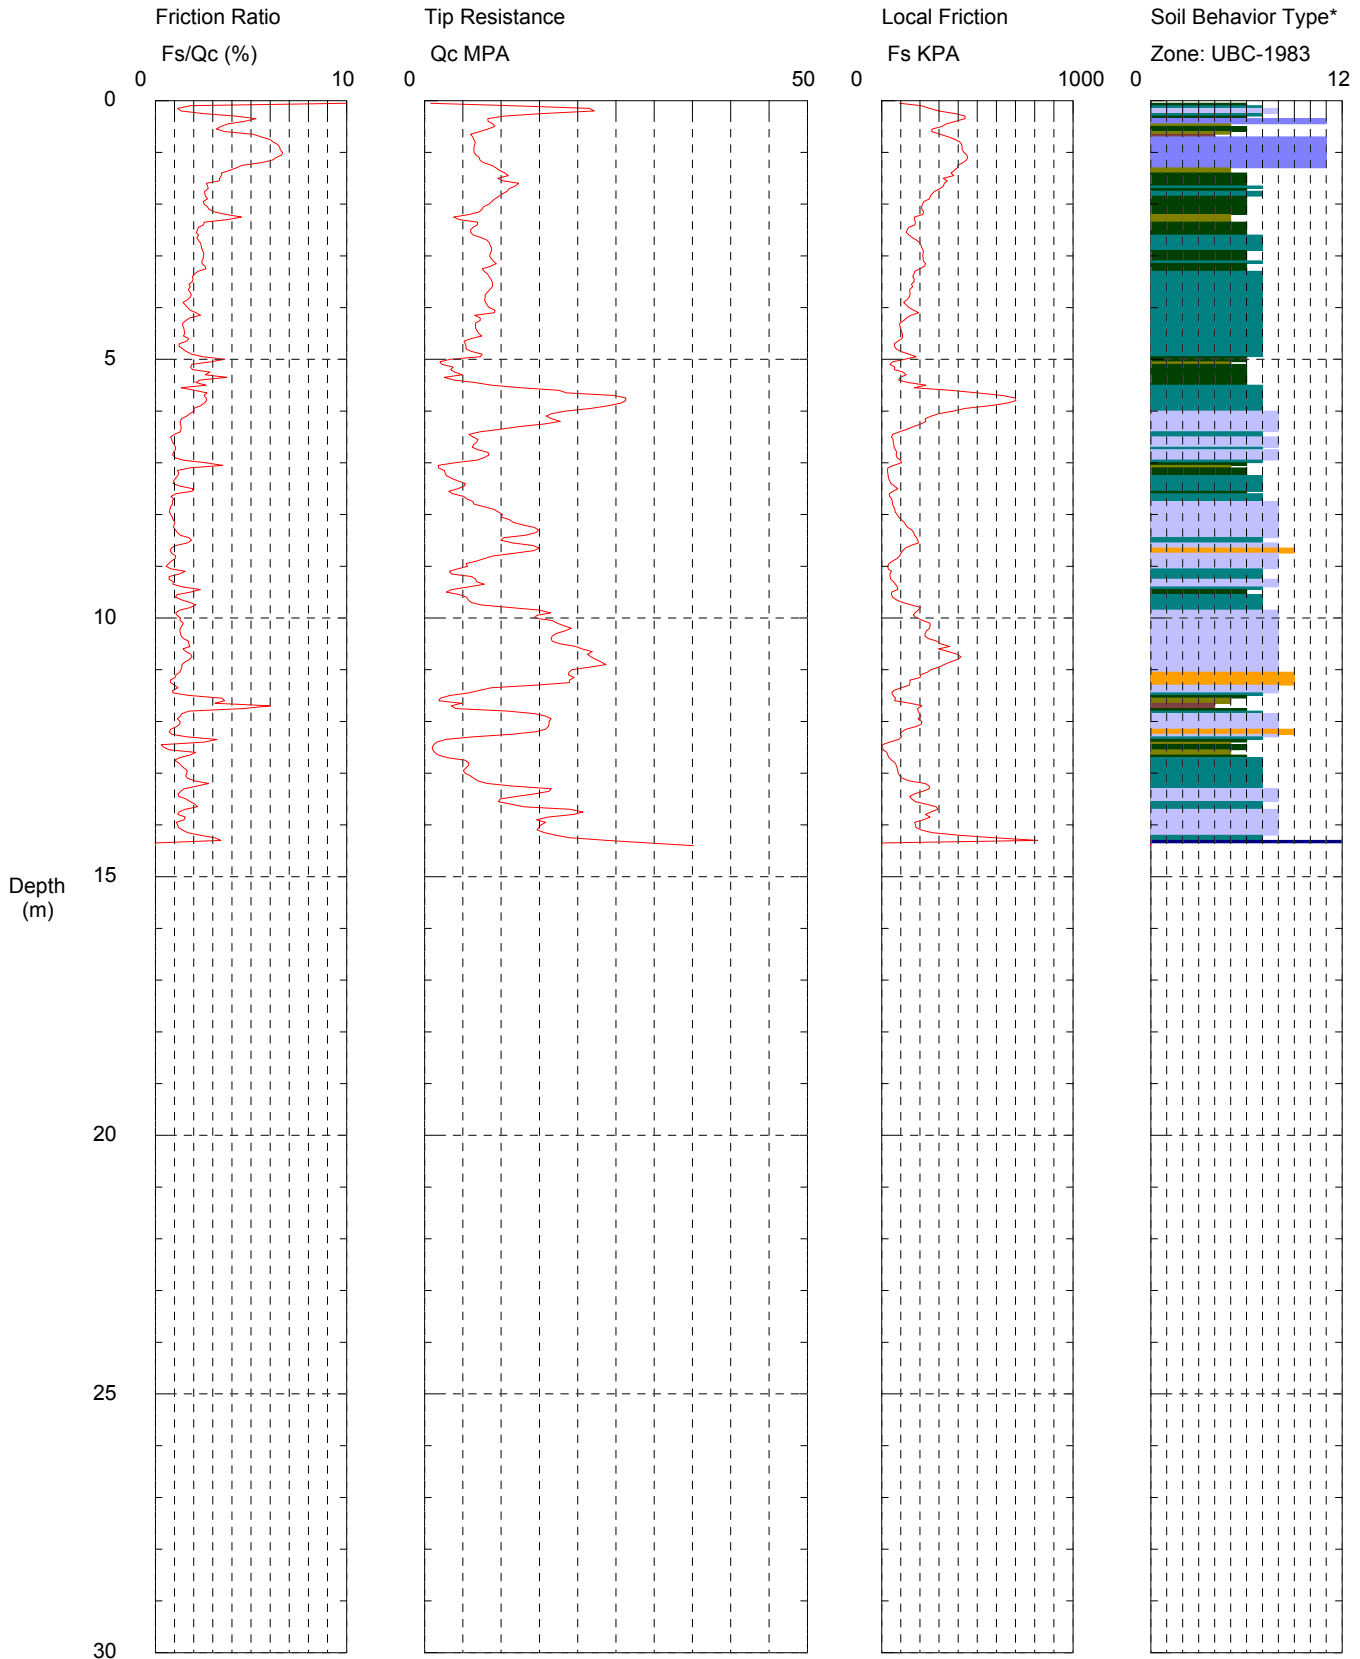 Friction Ratio
Tip Resistance
Local Friction
Soil Behavior Type*
Fs/Qc (%)
Qc MPA
Fs KPA
Zone: UBC-1983
0
10
0
50
0
1000
0
12
0
5
10
15
20
25
30
Depth
(m)